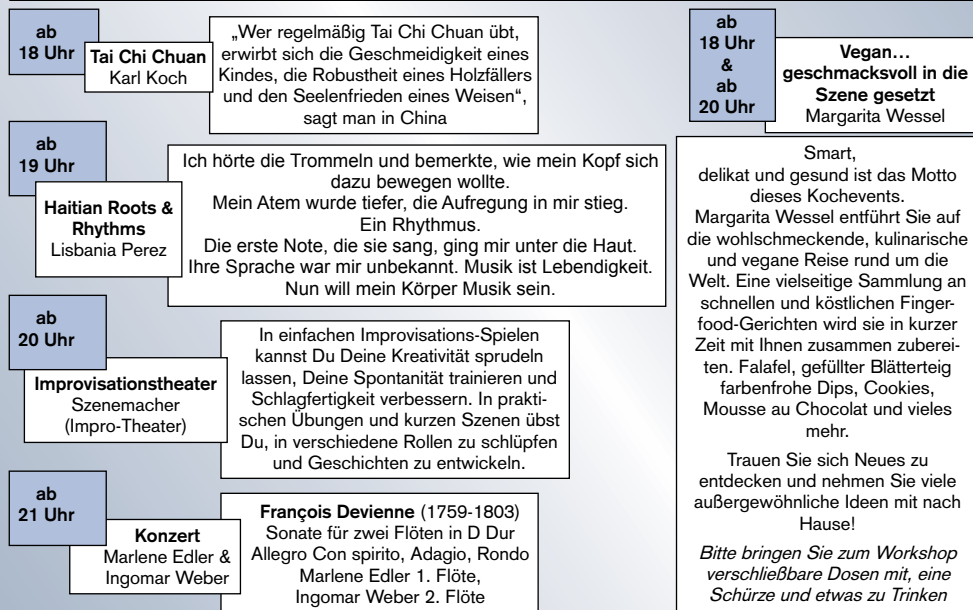 ab
18 Uhr
Tai Chi Chuan
Karl Koch
„Wer regelmäßig Tai Chi Chuan übt,
erwirbt sich die Geschmeidigkeit eines
Kindes, die Robustheit eines Holzfällers
und den Seelenfrieden eines Weisen“,
sagt man in China
ab
19 Uhr
Haitian Roots &
Rhythms
Lisbania Perez
Ich hörte die Trommeln und bemerkte, wie mein Kopf sich
dazu bewegen wollte.
Mein Atem wurde tiefer, die Aufregung in mir stieg.
Ein Rhythmus.
Die erste Note, die sie sang, ging mir unter die Haut.
Ihre Sprache war mir unbekannt. Musik ist Lebendigkeit.
Nun will mein Körper Musik sein.
ab
20 Uhr
Improvisationstheater
Szenemacher
(Impro-Theater)
In einfachen Improvisations-Spielen
kannst Du Deine Kreativität sprudeln
lassen, Deine Spontanität trainieren und
Schlagfertigkeit verbessern. In prakti-
schen Übungen und kurzen Szenen übst
Du, in verschiedene Rollen zu schlüpfen
und Geschichten zu entwickeln.
ab
21 Uhr
Konzert
Marlene Edler &
Ingomar Weber
François Devienne (1759-1803)
Sonate für zwei Flöten in D Dur
Allegro Con spirito, Adagio, Rondo
Marlene Edler 1. Flöte,
Ingomar Weber 2. Flöte
ab
18 Uhr
&
ab
20 Uhr
Vegan…
geschmacksvoll in die
Szene gesetzt
Margarita Wessel
Smart,
delikat und gesund ist das Motto
dieses Kochevents.
Margarita Wessel entführt Sie auf
die wohlschmeckende, kulinarische
und vegane Reise rund um die
Welt. Eine vielseitige Sammlung an
schnellen und köstlichen Finger-
food-Gerichten wird sie in kurzer
Zeit mit Ihnen zusammen zuberei-
ten. Falafel, gefüllter Blätterteig
farbenfrohe Dips, Cookies,
Mousse au Chocolat und vieles
mehr.
Trauen Sie sich Neues zu
entdecken und nehmen Sie viele
außergewöhnliche Ideen mit nach
Hause!
Bitte bringen Sie zum Workshop
verschließbare Dosen mit, eine
Schürze und etwas zu Trinken